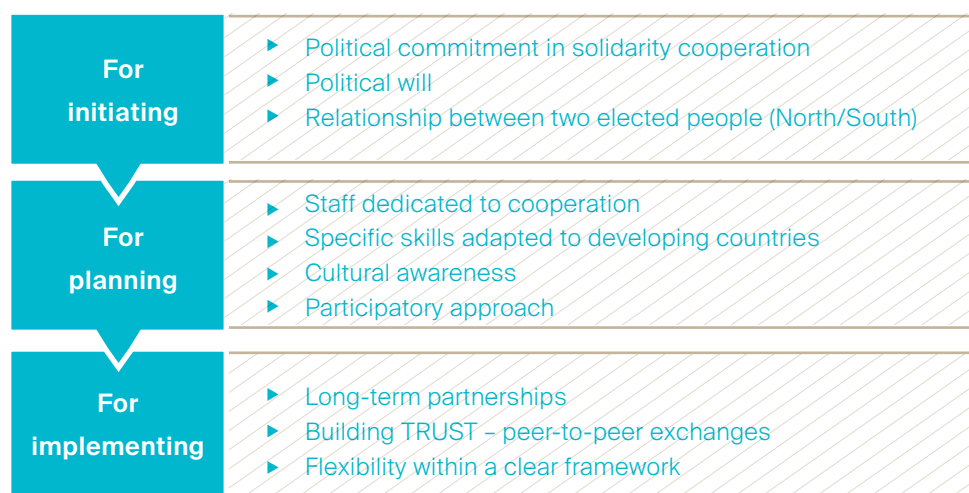 For
initiating
Political commitment in solidarity cooperation
Political will
Relationship between two elected people (North/South)
For
planning
Staff dedicated to cooperation
Specific skills adapted to developing countries
Cultural awareness
Participatory approach
For
implementing
Long-term partnerships
Building TRUST – peer-to-peer exchanges
Flexibility within a clear framework